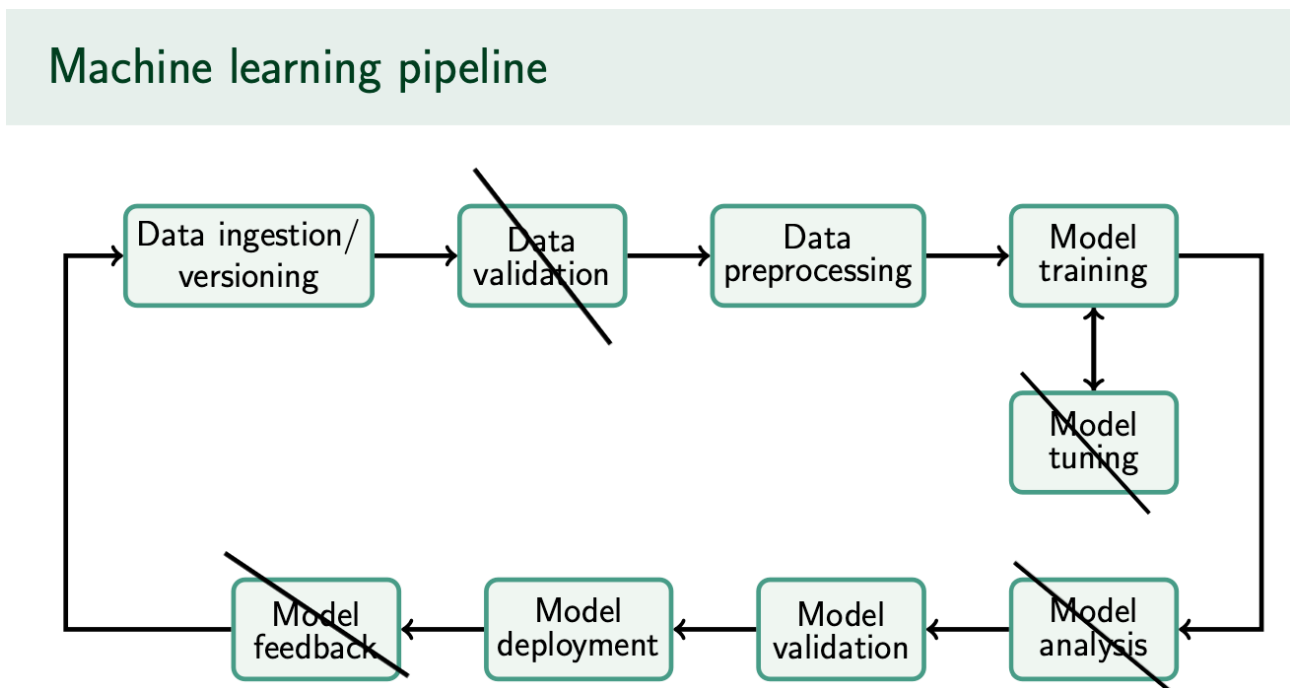 Machine learning pipeline
Data ingestion/
versioning
Data
validation
Data
preprocessing
Model
training
Model
tuning
Model
feedback
Model
deployment
Model
validation
Model
analysis